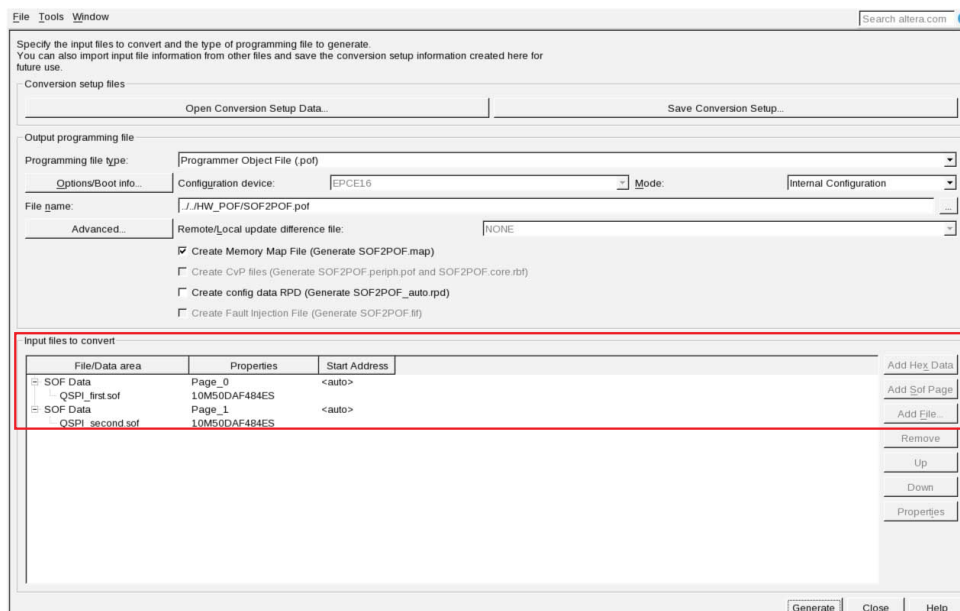 File Tools Window
Search altera.com
Specify the input files to convert and the type of programming file to generate.
You can also import input file information from other files and save the conversion setup information created here for
future use.
Conversion setup files
Open Conversion Setup Data... Save Conversion Setup...
Output programming file
Programming file type: Programmer Object File (.pof)
Options/Boot info... Configuration device: EPCE16 Mode: Internal Configuration
File name: ../../HW_POF/SOF2POF.pof ...
Advanced... Remote/Local update difference file: NONE
Create Memory Map File (Generate SOF2POF.map)
Create CvP files (Generate SOF2POF.periph.pof and SOF2POF.core.rbf)
Create config data RPD (Generate SOF2POF_auto.rpd)
Create Fault Injection File (Generate SOF2POF.fif)
Input files to convert
File/Data area Properties Start Address
SOF Data Page_0 <auto>
QSPI_first.sof 10M50DAF484ES
SOF Data Page_1 <auto>
QSPI_second.sof 10M50DAF484ES
Add Hex Data
Add Sof Page
Add File...
Remove
Up
Down
Properties
Generate Close Help